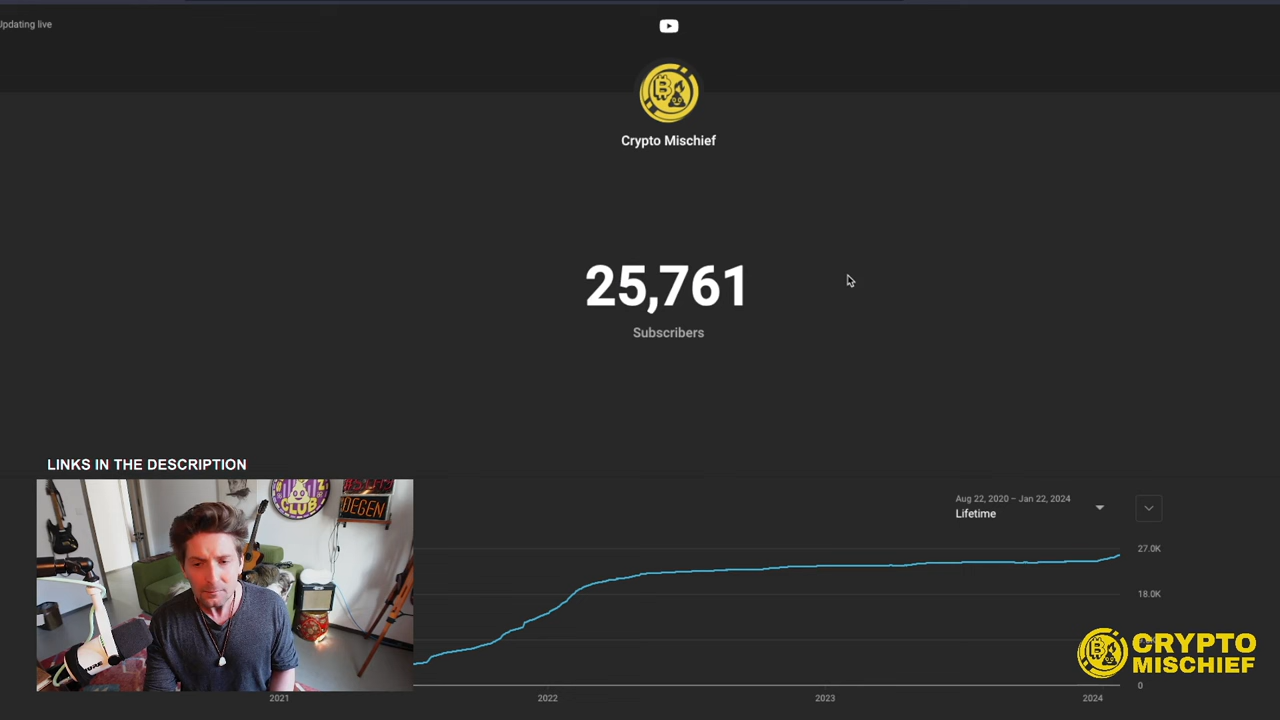 Updating live
Crypto Mischief
25,761
Subscribers
LINKS IN THE DESCRIPTION
CLUB
DEGEN
Aug 22, 2020 – Jan 22, 2024
Lifetime
27.0K
18.0K
0
2021
2022
2023
2024
CRYPTO
MISCHIEF